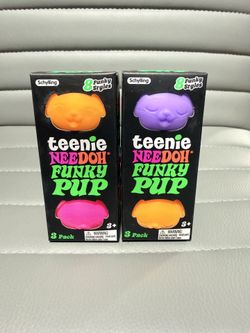 Schylling
8 Funky Styles
teenie
NEEDOH
FUNKY
PUP
3 Pack
3+
Schylling
8 Funky Styles
teenie
NEEDOH
FUNKY
PUP
3 Pack
3+